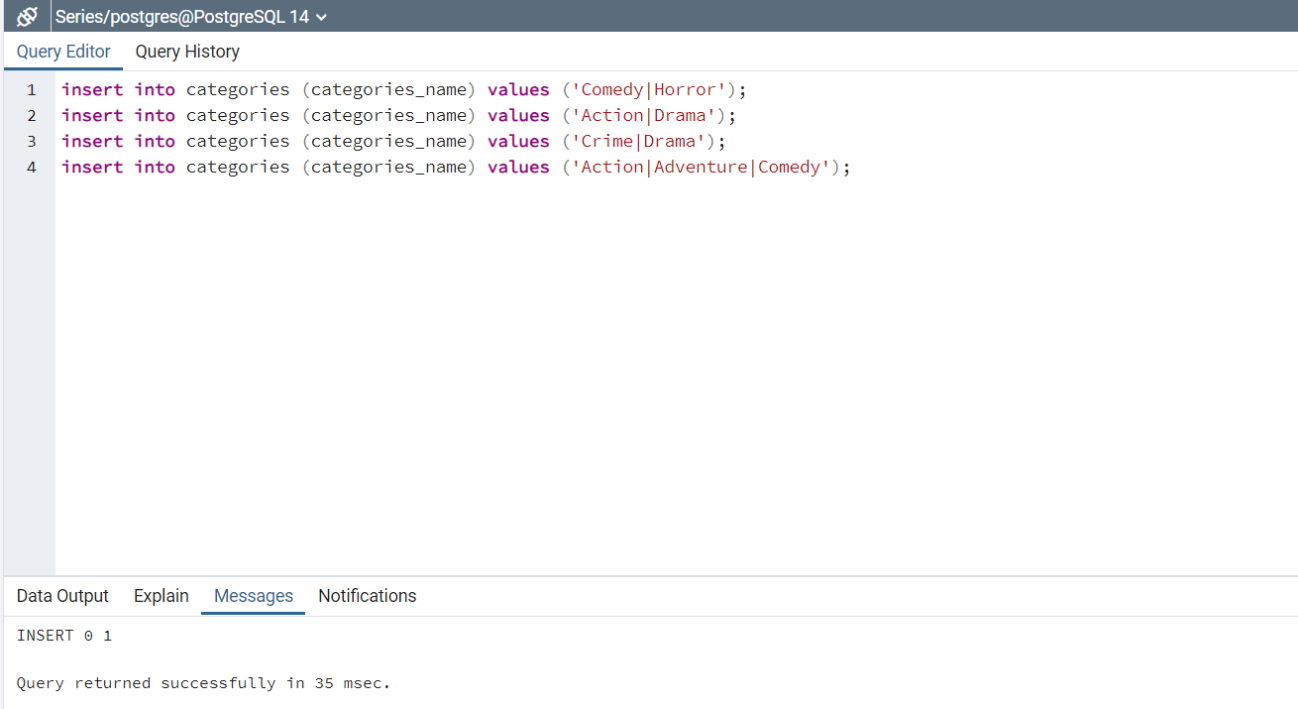 Series/postgres@PostgreSQL 14
Query Editor Query History
1 insert into categories (categories_name) values ('Comedy|Horror');
2 insert into categories (categories_name) values ('Action|Drama');
3 insert into categories (categories_name) values ('Crime|Drama');
4 insert into categories (categories_name) values ('Action|Adventure|Comedy');
Data Output Explain Messages Notifications
INSERT 0 1
Query returned successfully in 35 msec.